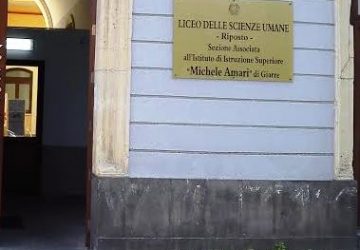 LICEO DELLE SCIENZE UMANE
- Riposto -
Sezione Associata
all'Istituto di Istruzione Superiore
"Michele Amari" di Giarre